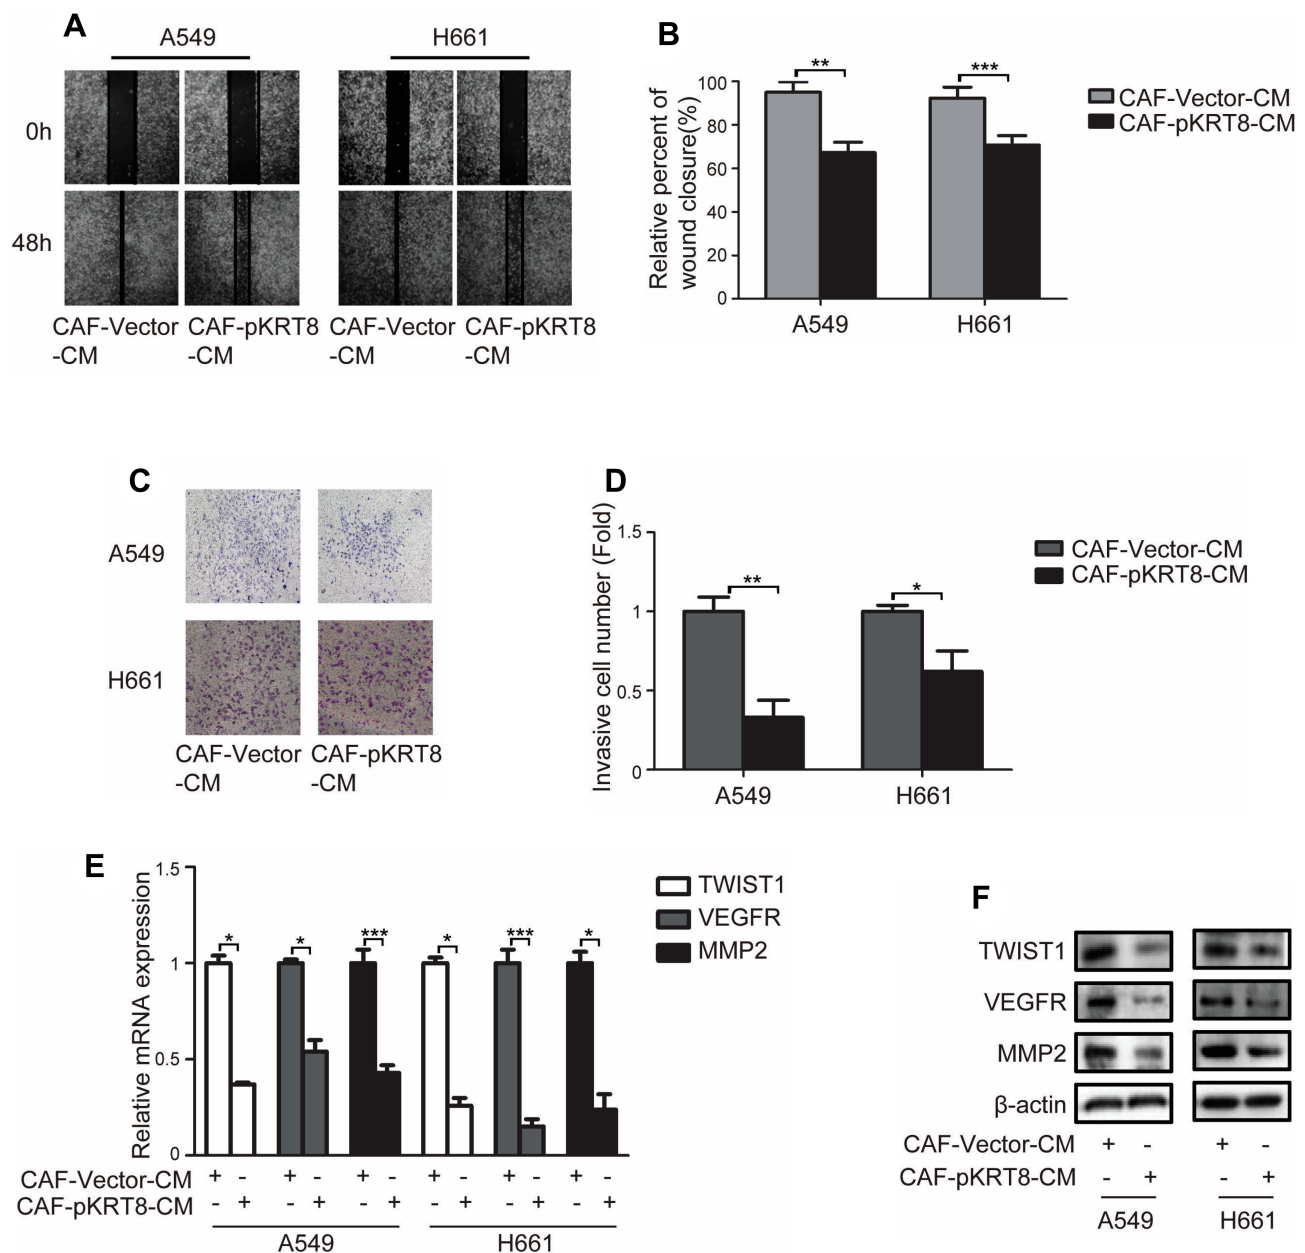 A
A549
H661
0h
48h
CAF-Vector
-CM
CAF-pKRT8
-CM
CAF-Vector
-CM
CAF-pKRT8
-CM
B
Relative percent of
wound closure(%)
100
80
60
40
20
0
**
***
A549
H661
CAF-Vector-CM
CAF-pKRT8-CM
C
A549
H661
CAF-Vector
-CM
CAF-pKRT8
-CM
D
Invasive cell number (Fold)
1.5
1
0.5
0
**
*
A549
H661
CAF-Vector-CM
CAF-pKRT8-CM
E
Relative mRNA expression
1.5
1
0.5
0
* * *** * *** *
TWIST1
VEGFR
MMP2
CAF-Vector-CM + - + - + - + - + - + -
CAF-pKRT8-CM - + - + - + - + - + - +
A549
H661
F
TWIST1
VEGFR
MMP2
β-actin
CAF-Vector-CM + - + -
CAF-pKRT8-CM - + - +
A549
H661